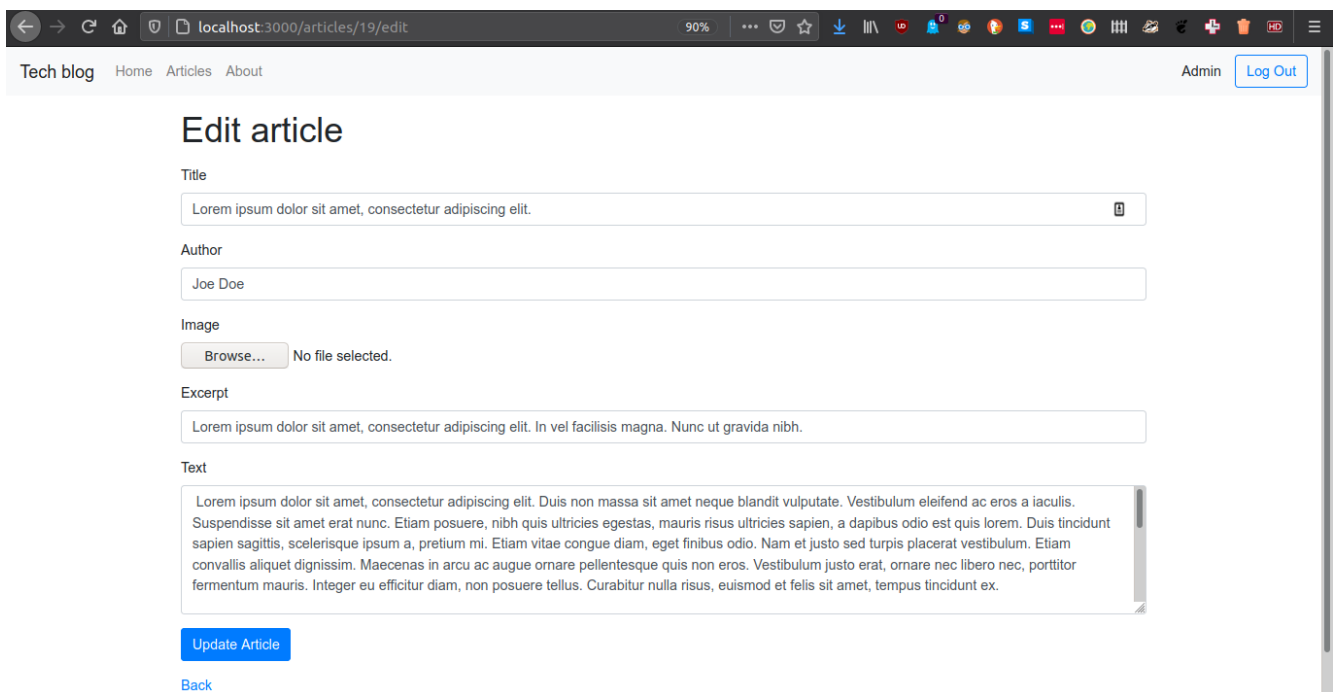 localhost:3000/articles/19/edit 90% 0 S HD
Tech blog Home Articles About Admin Log Out
Edit article
Title
Lorem ipsum dolor sit amet, consectetur adipiscing elit.
Author
Joe Doe
Image
Browse... No file selected.
Excerpt
Lorem ipsum dolor sit amet, consectetur adipiscing elit. In vel facilisis magna. Nunc ut gravida nibh.
Text
Lorem ipsum dolor sit amet, consectetur adipiscing elit. Duis non massa sit amet neque blandit vulputate. Vestibulum eleifend ac eros a iaculis.
Suspendisse sit amet erat nunc. Etiam posuere, nibh quis ultricies egestas, mauris risus ultricies sapien, a dapibus odio est quis lorem. Duis tincidunt
sapien sagittis, scelerisque ipsum a, pretium mi. Etiam vitae congue diam, eget finibus odio. Nam et justo sed turpis placerat vestibulum. Etiam
convallis aliquet dignissim. Maecenas in arcu ac augue ornare pellentesque quis non eros. Vestibulum justo erat, ornare nec libero nec, porttitor
fermentum mauris. Integer eu efficitur diam, non posuere tellus. Curabitur nulla risus, euismod et felis sit amet, tempus tincidunt ex.
Update Article
Back